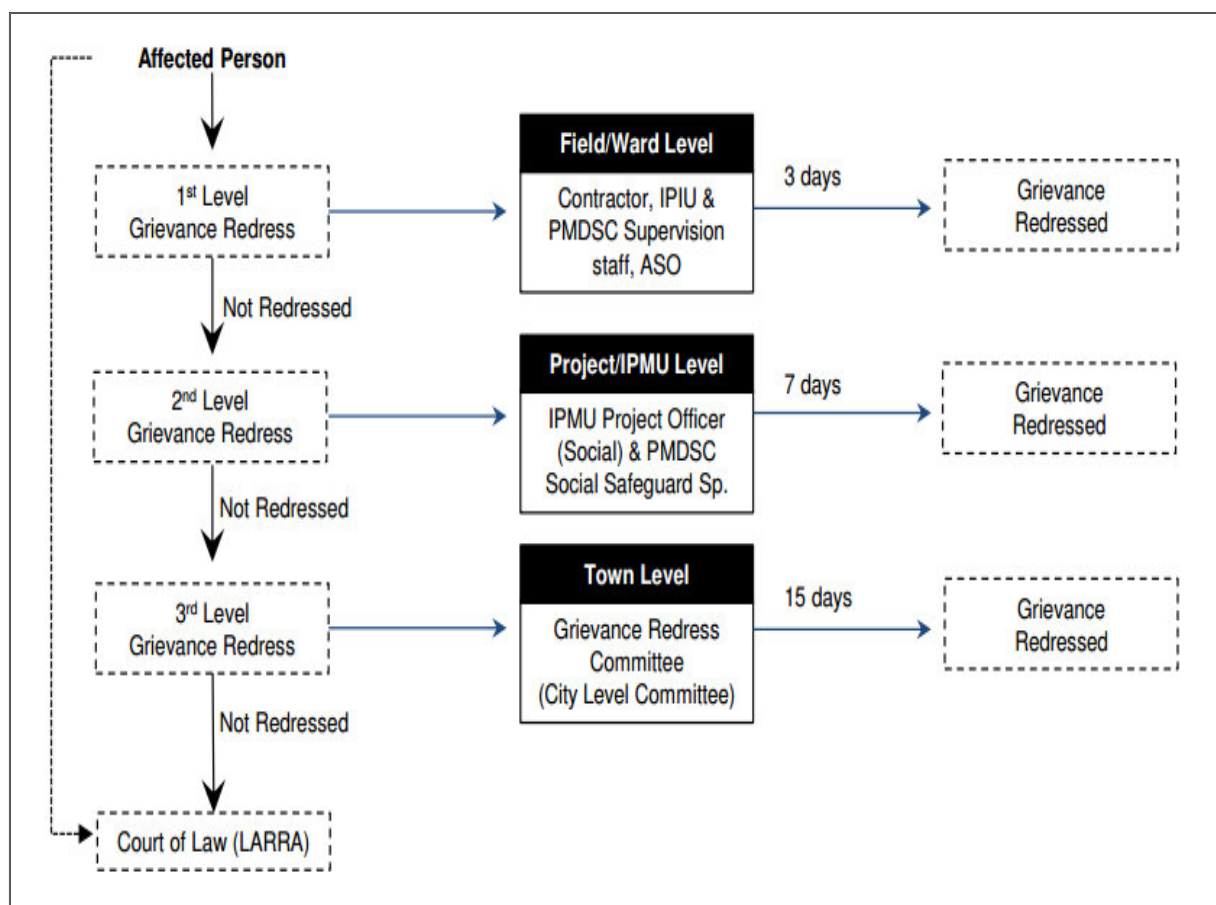 Affected Person
1st Level
Grievance Redress
Field/Ward Level
Contractor, IPIU &
PMDSC Supervision
staff, ASO
3 days
Grievance
Redressed
Not Redressed
2nd Level
Grievance Redress
Project/IPMU Level
IPMU Project Officer
(Social) & PMDSC
Social Safeguard Sp.
7 days
Grievance
Redressed
Not Redressed
3rd Level
Grievance Redress
Town Level
Grievance Redress
Committee
(City Level Committee)
15 days
Grievance
Redressed
Not Redressed
Court of Law (LARRA)